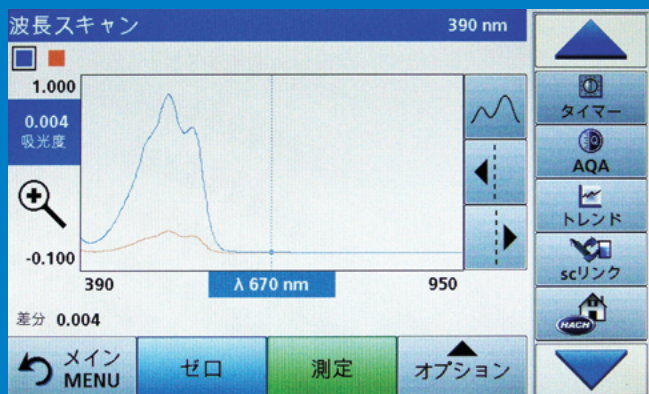 波長スキャン
390 nm
1.000
0.004
吸光度
-0.100
390
λ 670 nm
950
差分 0.004
メイン
MENU
ゼロ
測定
オプション
タイマー
AQA
トレンド
scリンク
HACH